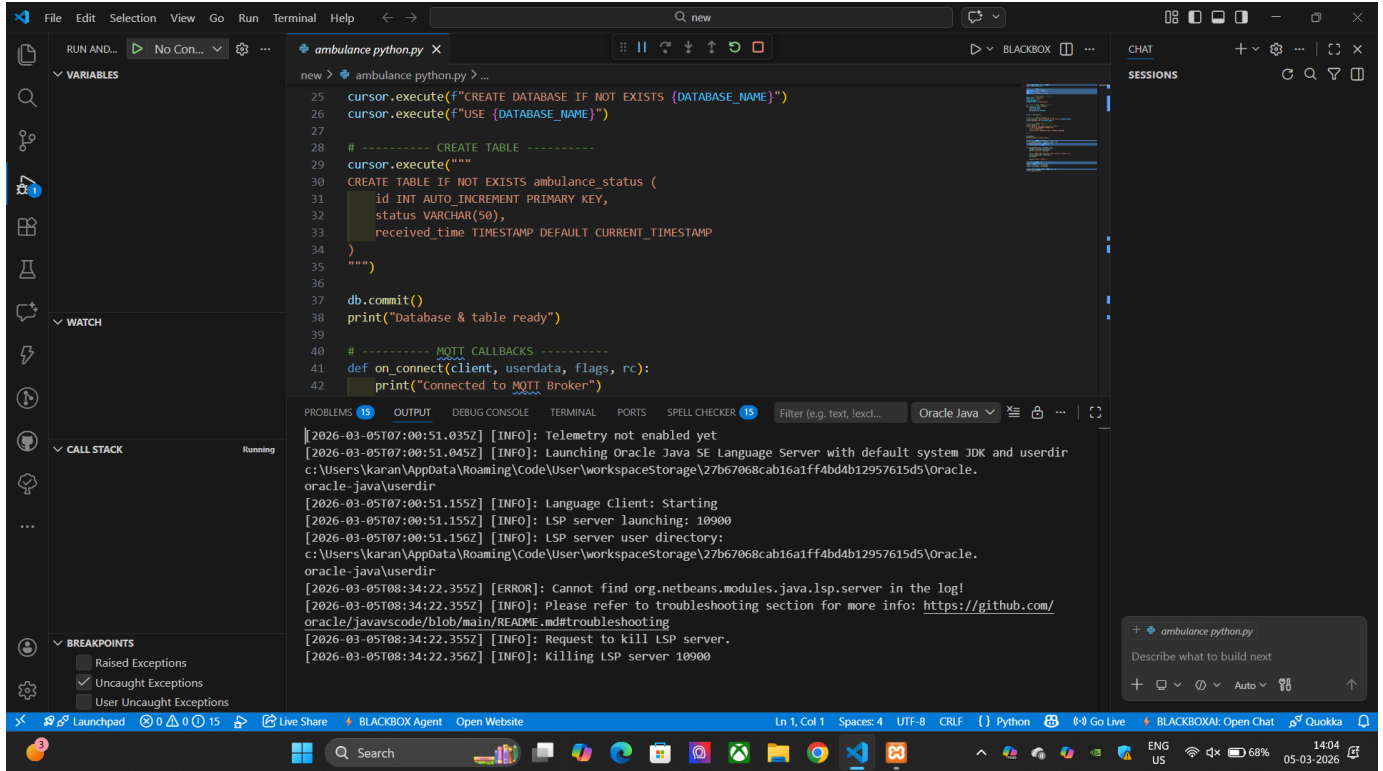 File Edit Selection View Go Run Terminal Help
new
RUN AND... No Con...
VARIABLES
WATCH
CALL STACK Running
BREAKPOINTS
Raised Exceptions
Uncaught Exceptions
User Uncaught Exceptions
1
ambulance python.py
BLACKBOX
new > ambulance python.py > ...
25 cursor.execute(f"CREATE DATABASE IF NOT EXISTS {DATABASE_NAME}")
26 cursor.execute(f"USE {DATABASE_NAME}")
27
28 # ---------- CREATE TABLE ----------
29 cursor.execute("""
30 CREATE TABLE IF NOT EXISTS ambulance_status (
31 id INT AUTO_INCREMENT PRIMARY KEY,
32 status VARCHAR(50),
33 received_time TIMESTAMP DEFAULT CURRENT_TIMESTAMP
34 )
35 """)
36
37 db.commit()
38 print("Database & table ready")
39
40 # ---------- MQTT CALLBACKS ----------
41 def on_connect(client, userdata, flags, rc):
42 print("Connected to MQTT Broker")
PROBLEMS 15 OUTPUT DEBUG CONSOLE TERMINAL PORTS SPELL CHECKER 15 Filter (e.g. text, !excl... Oracle Java
[2026-03-05T07:00:51.035Z] [INFO]: Telemetry not enabled yet
[2026-03-05T07:00:51.045Z] [INFO]: Launching Oracle Java SE Language Server with default system JDK and userdir
c:\Users\karan\AppData\Roaming\Code\User\workspaceStorage\27b67068cab16a1ff4bd4b12957615d5\Oracle.
oracle-java\userdir
[2026-03-05T07:00:51.155Z] [INFO]: Language Client: Starting
[2026-03-05T07:00:51.155Z] [INFO]: LSP server launching: 10900
[2026-03-05T07:00:51.156Z] [INFO]: LSP server user directory:
c:\Users\karan\AppData\Roaming\Code\User\workspaceStorage\27b67068cab16a1ff4bd4b12957615d5\Oracle.
oracle-java\userdir
[2026-03-05T08:34:22.355Z] [ERROR]: Cannot find org.netbeans.modules.java.lsp.server in the log!
[2026-03-05T08:34:22.355Z] [INFO]: Please refer to troubleshooting section for more info: https://github.com/
oracle/javavscode/blob/main/README.md#troubleshooting
[2026-03-05T08:34:22.355Z] [INFO]: Request to kill LSP server.
[2026-03-05T08:34:22.356Z] [INFO]: Killing LSP server 10900
CHAT
SESSIONS
ambulance python.py
Describe what to build next
Auto
Launchpad 0 0 15 Live Share BLACKBOX Agent Open Website Ln 1, Col 1 Spaces: 4 UTF-8 CRLF {} Python Go Live BLACKBOXAI: Open Chat Quokka
3 Search ENG US 68% 14:04 05-03-2026